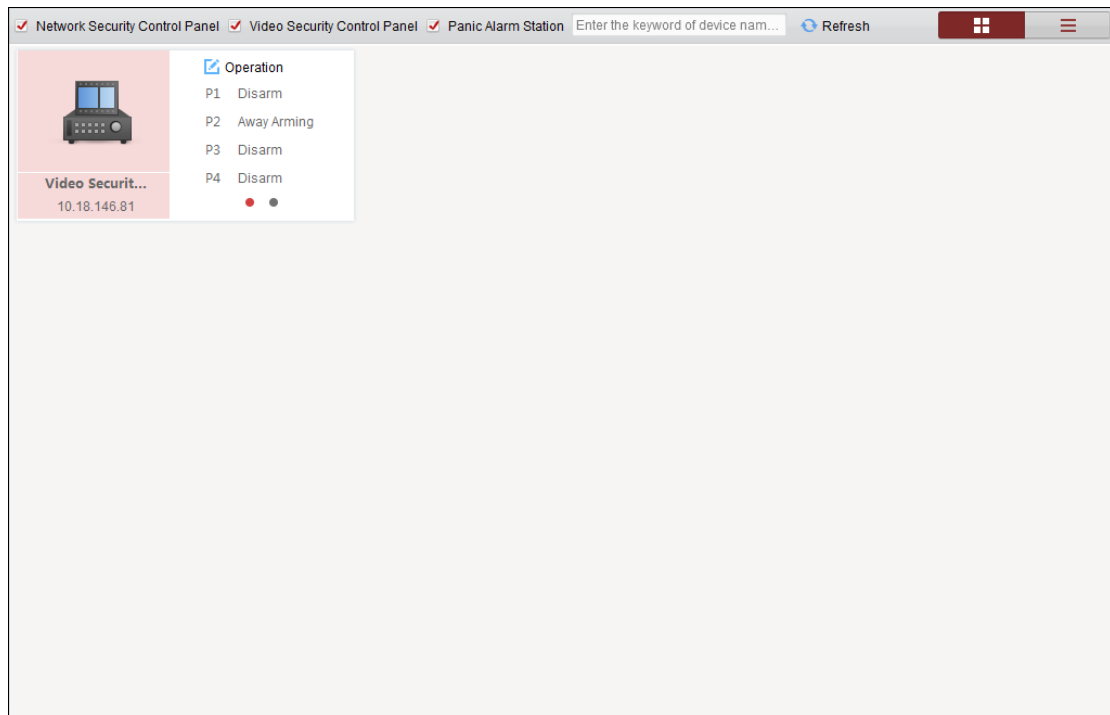 Network Security Control Panel Video Security Control Panel Panic Alarm Station Enter the keyword of device nam... Refresh
Operation
P1 Disarm
P2 Away Arming
P3 Disarm
P4 Disarm
Video Securit...
10.18.146.81